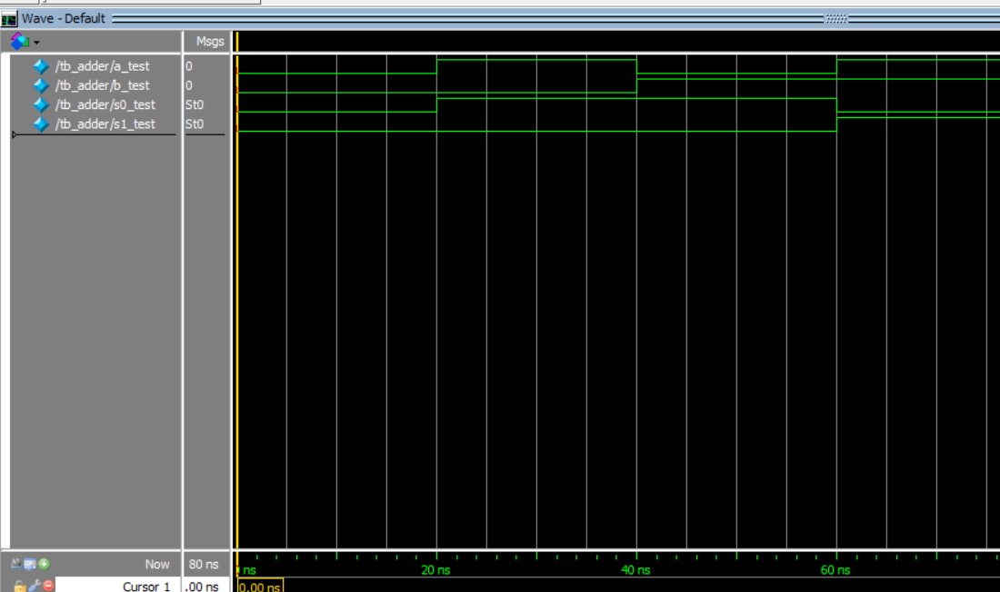 Wave - Default
Msgs
/tb_adder/a_test 0
/tb_adder/b_test 0
/tb_adder/s0_test St0
/tb_adder/s1_test St0
Now 80 ns ns 20 ns 40 ns 60 ns
Cursor 1 .00 ns 0.00 ns